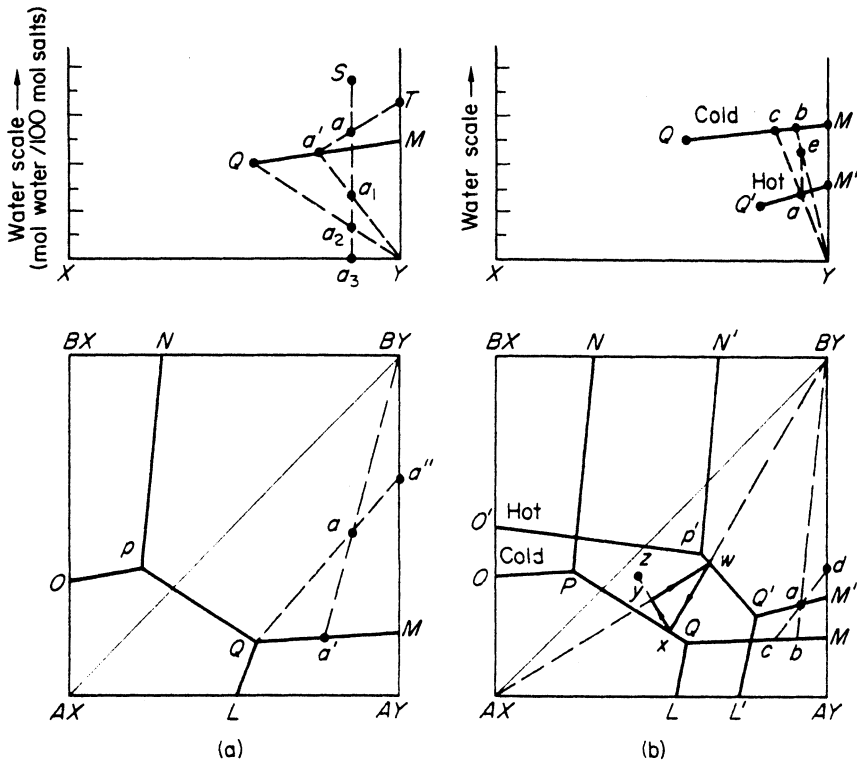 Water scale →
(mol water/100 mol salts)
S
T
a
a′
M
Q
a₁
a₂
a₃
X
Y
Water scale →
Cold
c
b
M
Q
e
Hot
M′
Q′
a
X
Y
BX
N
BY
a″
a
P
O
Q
a′
M
AX
L
AY
(a)
BX
N
N′
BY
O′
Hot
P′
Cold
z
w
d
O
P
y
Q′
a
M′
x
Q
c
b
M
AX
L
L′
AY
(b)